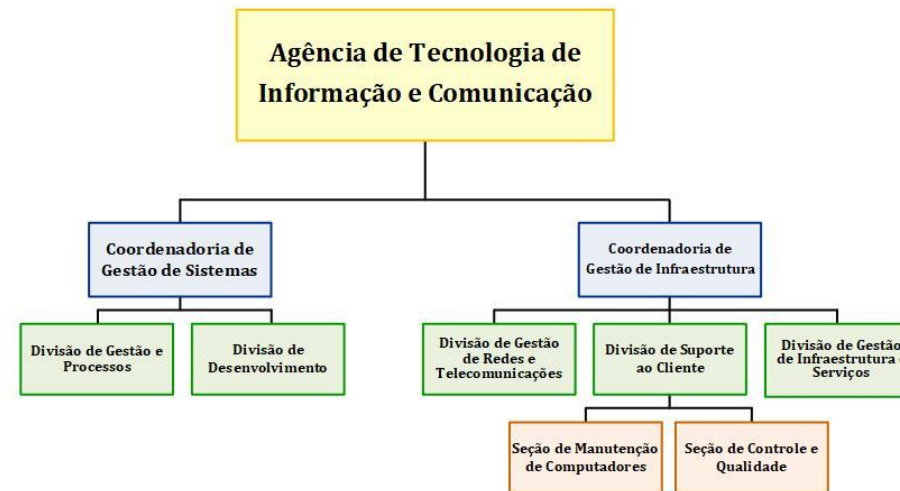 Agência de Tecnologia de
Informação e Comunicação
Coordenadoria de
Gestão de Sistemas
Coordenadoria de
Gestão de Infraestrutura
Divisão de Gestão e
Processos
Divisão de
Desenvolvimento
Divisão de Gestão
de Redes e
Telecomunicações
Divisão de Suporte
ao Cliente
Divisão de Gestão
de Infraestrutura
Serviços
Seção de Manutenção
de Computadores
Seção de Controle e
Qualidade